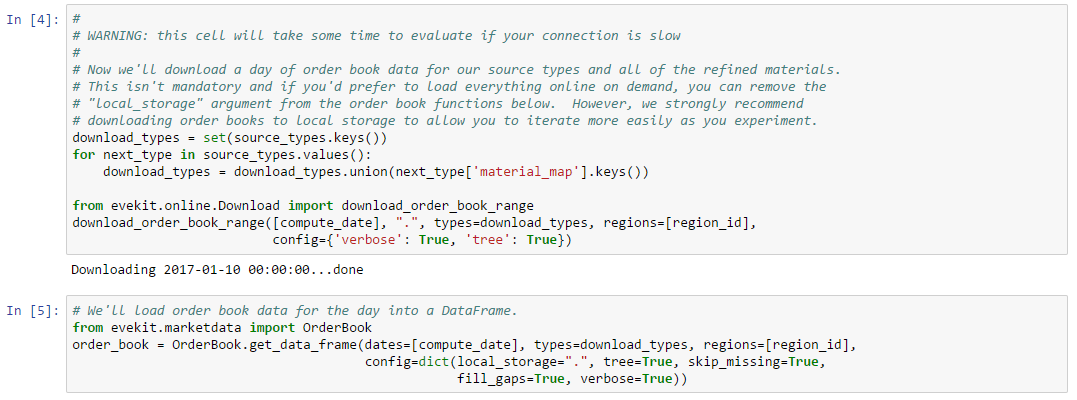 In [4]:
#
# WARNING: this cell will take some time to evaluate if your connection is slow
#
# Now we'll download a day of order book data for our source types and all of the refined materials.
# This isn't mandatory and if you'd prefer to load everything online on demand, you can remove the
# "local_storage" argument from the order book functions below.  However, we strongly recommend
# downloading order books to local storage to allow you to iterate more easily as you experiment.
download_types = set(source_types.keys())
for next_type in source_types.values():
    download_types = download_types.union(next_type['material_map'].keys())

from evekit.online.Download import download_order_book_range
download_order_book_range([compute_date], ".", types=download_types, regions=[region_id],
                          config={'verbose': True, 'tree': True})
Downloading 2017-01-10 00:00:00...done
In [5]:
# We'll load order book data for the day into a DataFrame.
from evekit.marketdata import OrderBook
order_book = OrderBook.get_data_frame(dates=[compute_date], types=download_types, regions=[region_id],
                                      config=dict(local_storage=".", tree=True, skip_missing=True,
                                                  fill_gaps=True, verbose=True))